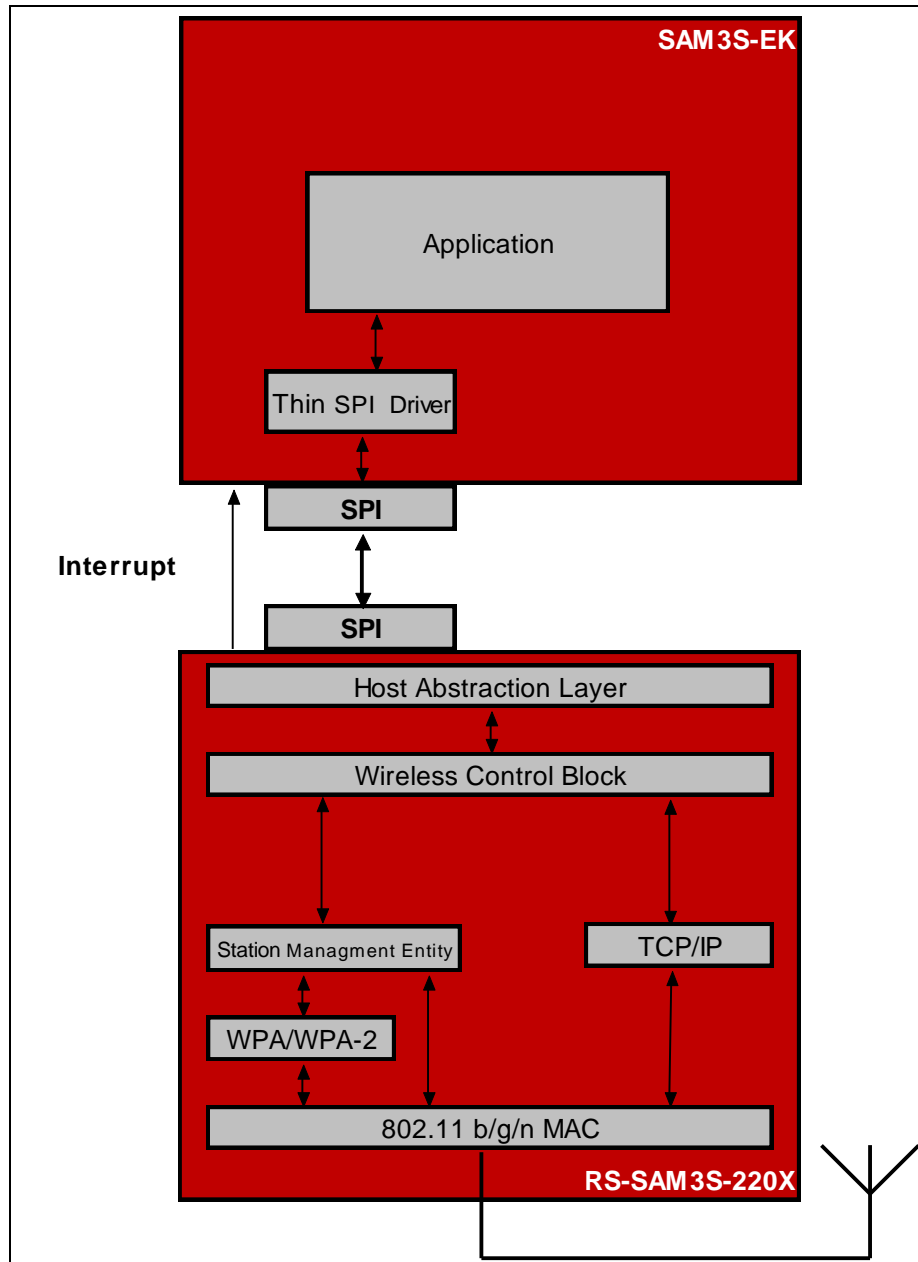 SAM3S-EK
Application
Thin SPI Driver
SPI
Interrupt
SPI
Host Abstraction Layer
Wireless Control Block
Station Managment Entity
TCP/IP
WPA/WPA-2
802.11 b/g/n MAC
RS-SAM3S-220X